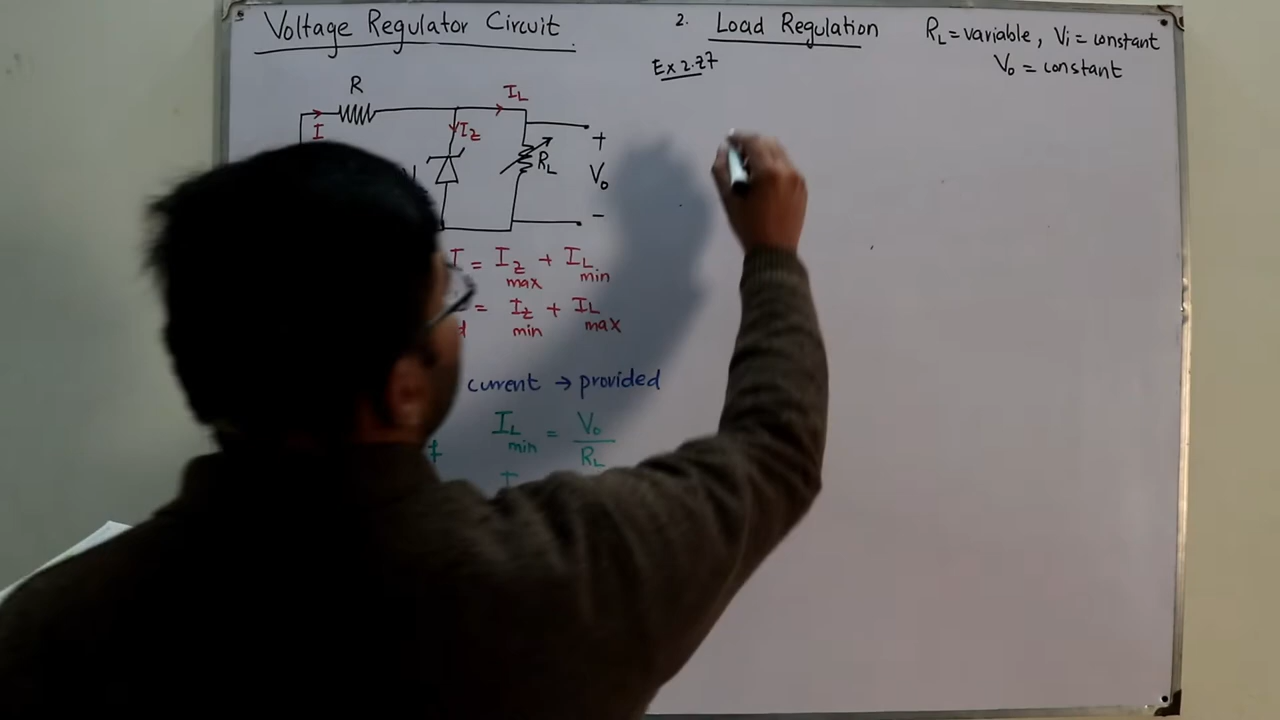 Voltage Regulator Circuit
2. Load Regulation
RL = variable, Vi = constant
Vo = constant
Ex 2.27
R
IL
I
IZ
RL
+
Vo
-
I = IZ max + IL min
= IZ min + IL max
current → provided
IL min = Vo / RL